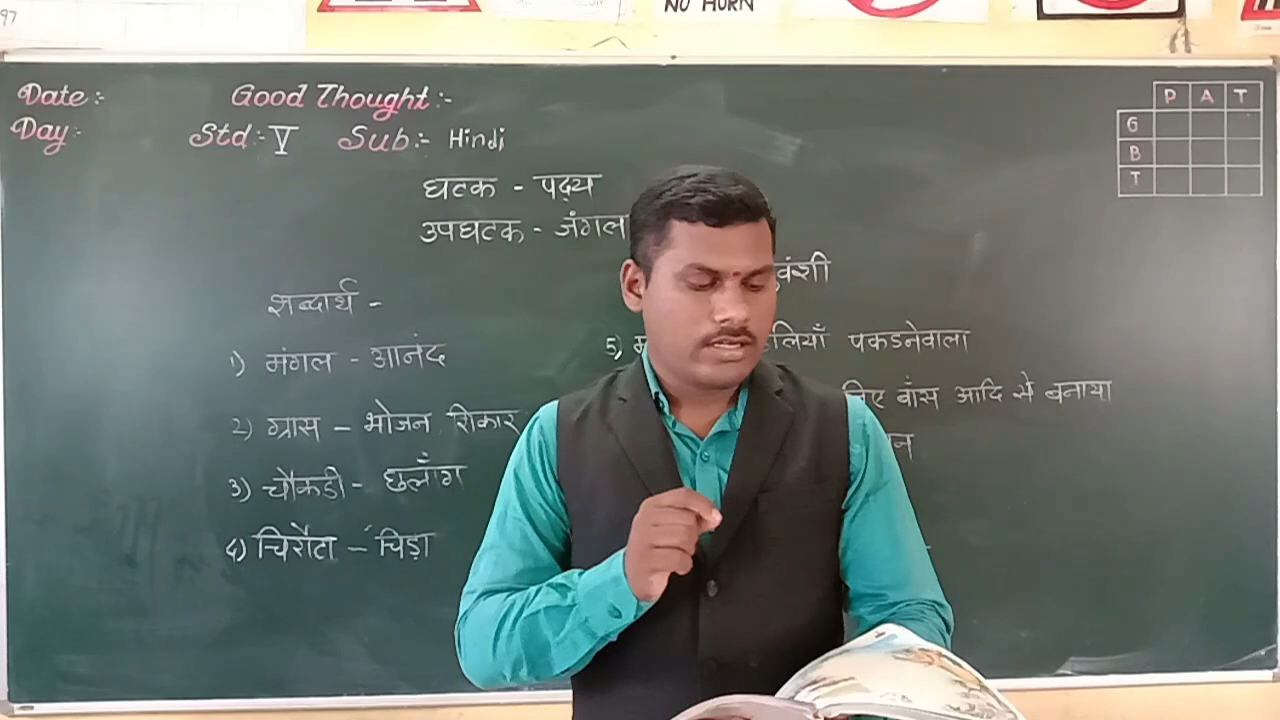 97
NO HORN
Date:-
Good Thought:-
P A T
Day:-
Std:- V Sub:- Hindi
G
B
T
घटक - पद्य
उपघटक - जंगल
शब्दार्थ -
1) मंगल - आनंद
5) पकडनेवाला
2) ग्रास - भोजन, शिकार
बाँस आदि से बनाया
3) चौकडी - छलाँग
4) चिरौटा - चिड़ा